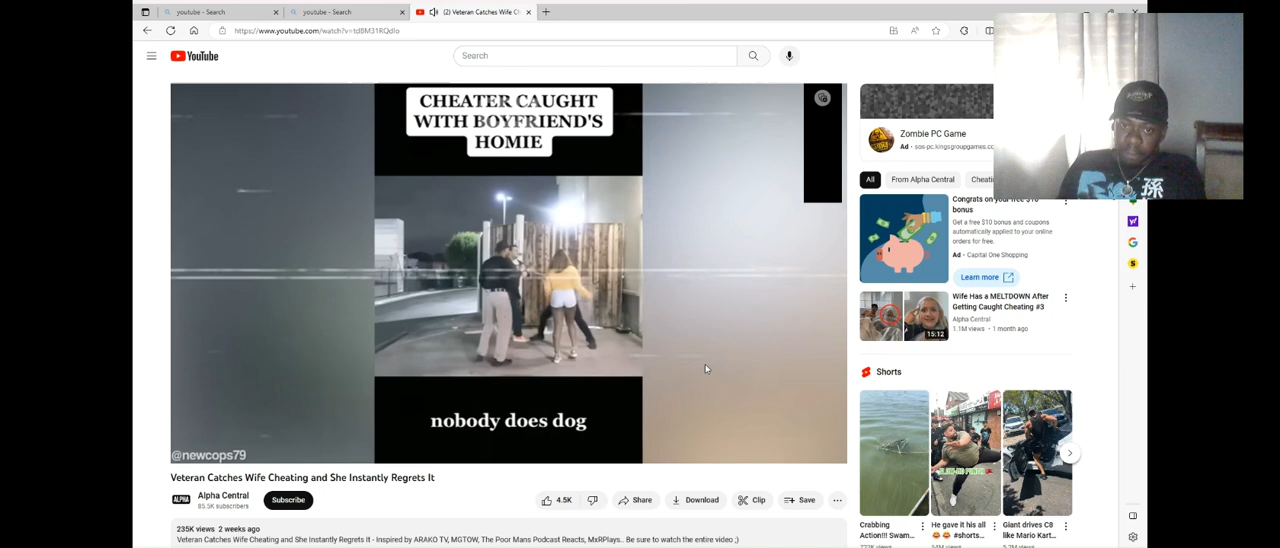 youtube - Search
youtube - Search
(2) Veteran Catches Wife Ch
https://www.youtube.com/watch?v=td8M31RQdlo
YouTube
Search
CHEATER CAUGHT
WITH BOYFRIEND'S
HOMIE
nobody does dog
@newcops79
Veteran Catches Wife Cheating and She Instantly Regrets It
ALPHA
Alpha Central
85.5K subscribers
Subscribe
4.5K
Share
Download
Clip
Save
235K views 2 weeks ago
Veteran Catches Wife Cheating and She Instantly Regrets It - Inspired by ARAKO TV, MGTOW, The Poor Mans Podcast Reacts, MxRPlays.. Be sure to watch the entire video ;)
Zombie PC Game
Ad · sos-pc.kingsgroupgames.co
All
From Alpha Central
Cheati
Congrats on your free $10
bonus
Get a free $10 bonus and coupons
automatically applied to your online
orders for free.
Ad · Capital One Shopping
Learn more
15:12
Wife Has a MELTDOWN After
Getting Caught Cheating #3
Alpha Central
1.1M views · 1 month ago
Shorts
Crabbing
Action!!! Swam...
He gave it his all
#shorts...
Giant drives C8
like Mario Kart...
孫